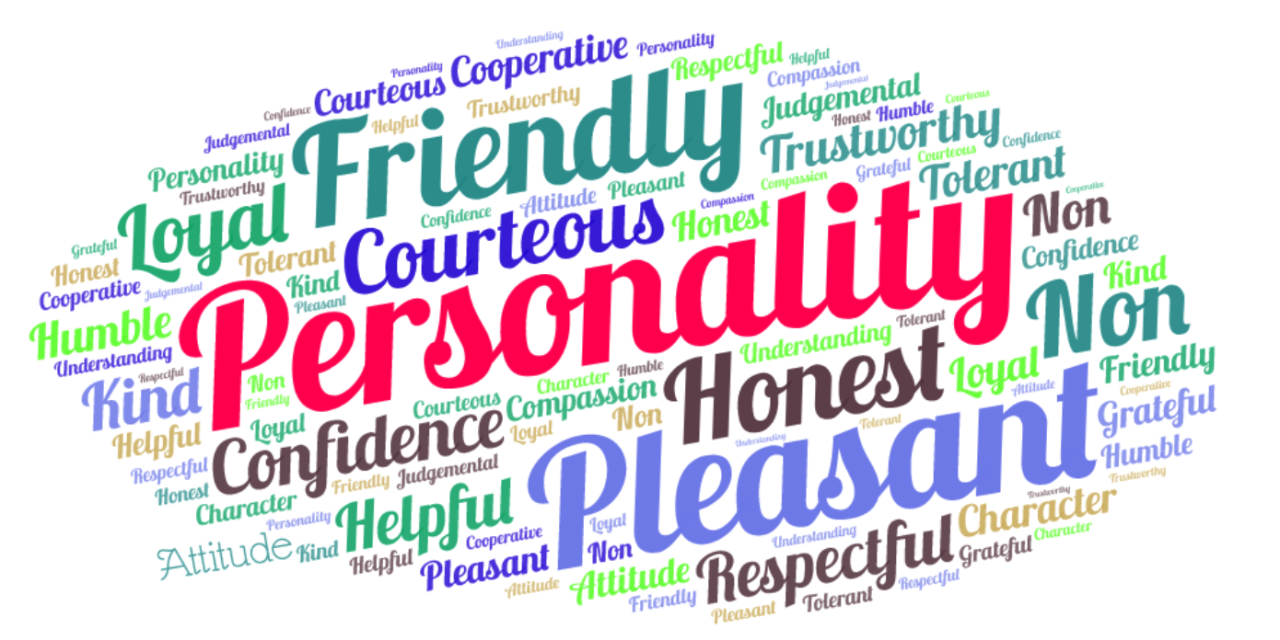 Understanding
Cooperative
Personality
Personality
Courteous
Respectful
Helpful
Compassion
Judgemental
Confidence
Trustworthy
Judgemental
Helpful
Friendly
Judgemental
Honest
Humble
Courteous
Personality
Trustworthy
Trustworthy
Confidence
Loyal
Attitude
Pleasant
Compassion
Grateful
Courteous
Tolerant
Confidence
Courteous
Compassion
Honest
Cooperative
Non
Grateful
Honest
Tolerant
Kind
Personality
Confidence
Cooperative
Judgemental
Pleasant
Kind
Humble
Non
Understanding
Tolerant
Understanding
Kind
Respectful
Non
Friendly
Humble
Character
Compassion
Honest
Loyal
Friendly
Attitude
Cooperative
Grateful
Helpful
Loyal
Courteous
Confidence
Loyal
Non
Tolerant
Understanding
Pleasant
Humble
Respectful
Honest
Friendly
Judgemental
Trustworthy
Character
Helpful
Trustworthy
Personality
Loyal
Character
Attitude
Kind
Helpful
Cooperative
Non
Understanding
Respectful
Grateful
Character
Pleasant
Attitude
Attitude
Friendly
Respectful
Pleasant
Tolerant